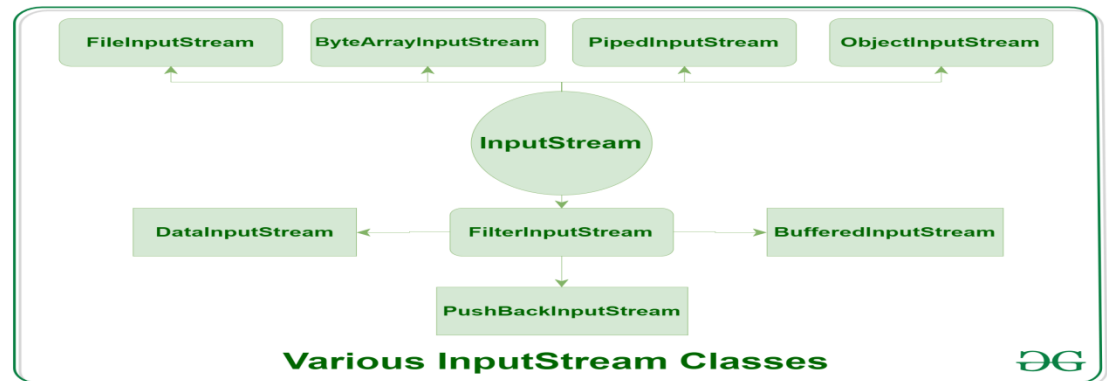 FileInputStream
ByteArrayInputStream
PipedInputStream
ObjectInputStream
InputStream
DataInputStream
FilterInputStream
BufferedInputStream
PushBackInputStream
Various InputStream Classes